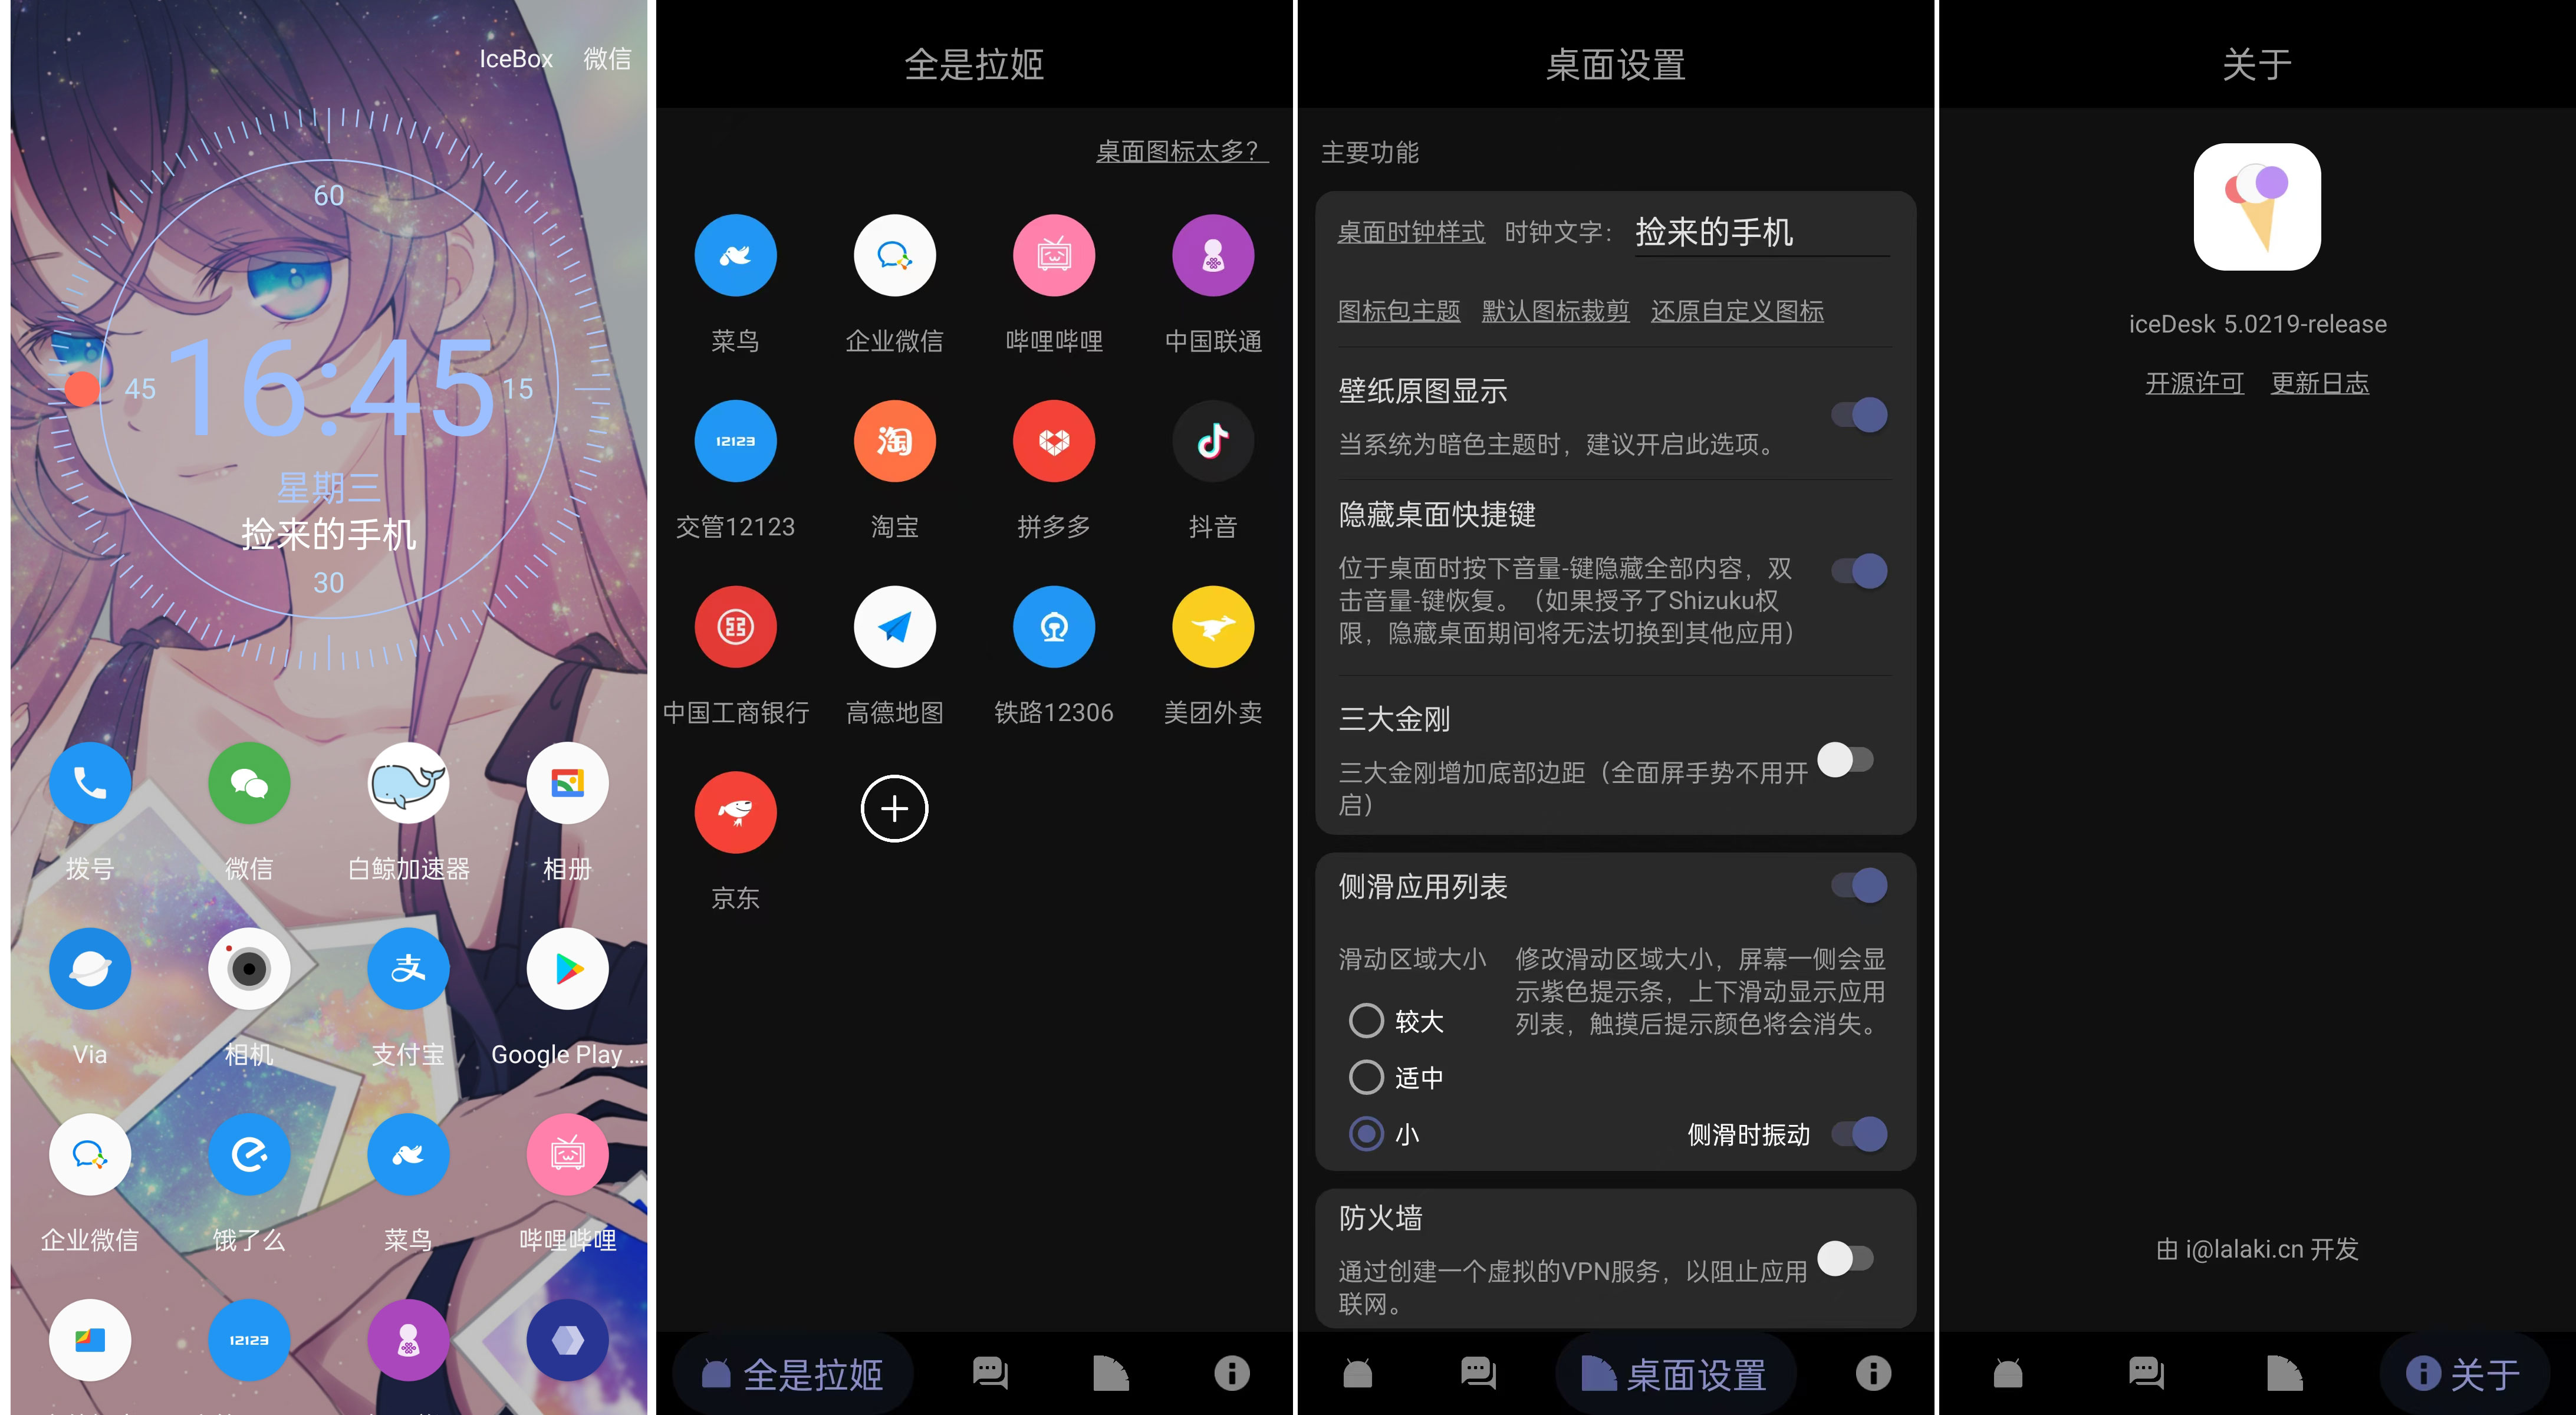 IceBox 微信
60
45 16:45 15
星期三
捡来的手机
30
拨号 微信 白鲸加速器 相册
Via 相机 支付宝 Google Play ...
企业微信 饿了么 菜鸟 哔哩哔哩
12123
全是拉姬
桌面图标太多？
菜鸟 企业微信 哔哩哔哩 中国联通
12123 淘
交管12123 淘宝 拼多多 抖音
中国工商银行 高德地图 铁路12306 美团外卖
京东
全是拉姬
桌面设置
主要功能
桌面时钟样式 时钟文字： 捡来的手机
图标包主题 默认图标裁剪 还原自定义图标
壁纸原图显示
当系统为暗色主题时，建议开启此选项。
隐藏桌面快捷键
位于桌面时按下音量-键隐藏全部内容，双
击音量-键恢复。（如果授予了Shizuku权
限，隐藏桌面期间将无法切换到其他应用）
三大金刚
三大金刚增加底部边距（全面屏手势不用开
启）
侧滑应用列表
滑动区域大小
修改滑动区域大小，屏幕一侧会显
示紫色提示条，上下滑动显示应用
列表，触摸后提示颜色将会消失。
较大
适中
小 侧滑时振动
防火墙
通过创建一个虚拟的VPN服务，以阻止应用
联网。
桌面设置
关于
iceDesk 5.0219-release
开源许可 更新日志
由 i@lalaki.cn 开发
关于